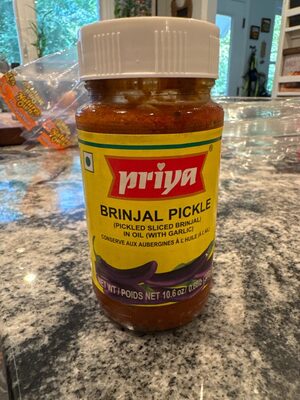 priya
BRINJAL PICKLE
(PICKLED SLICED BRINJAL)
IN OIL (WITH GARLIC)
CONSERVE AUX AUBERGINES À L'HUILE (À L'AIL)
NET WT / POIDS NET 10.6 oz/